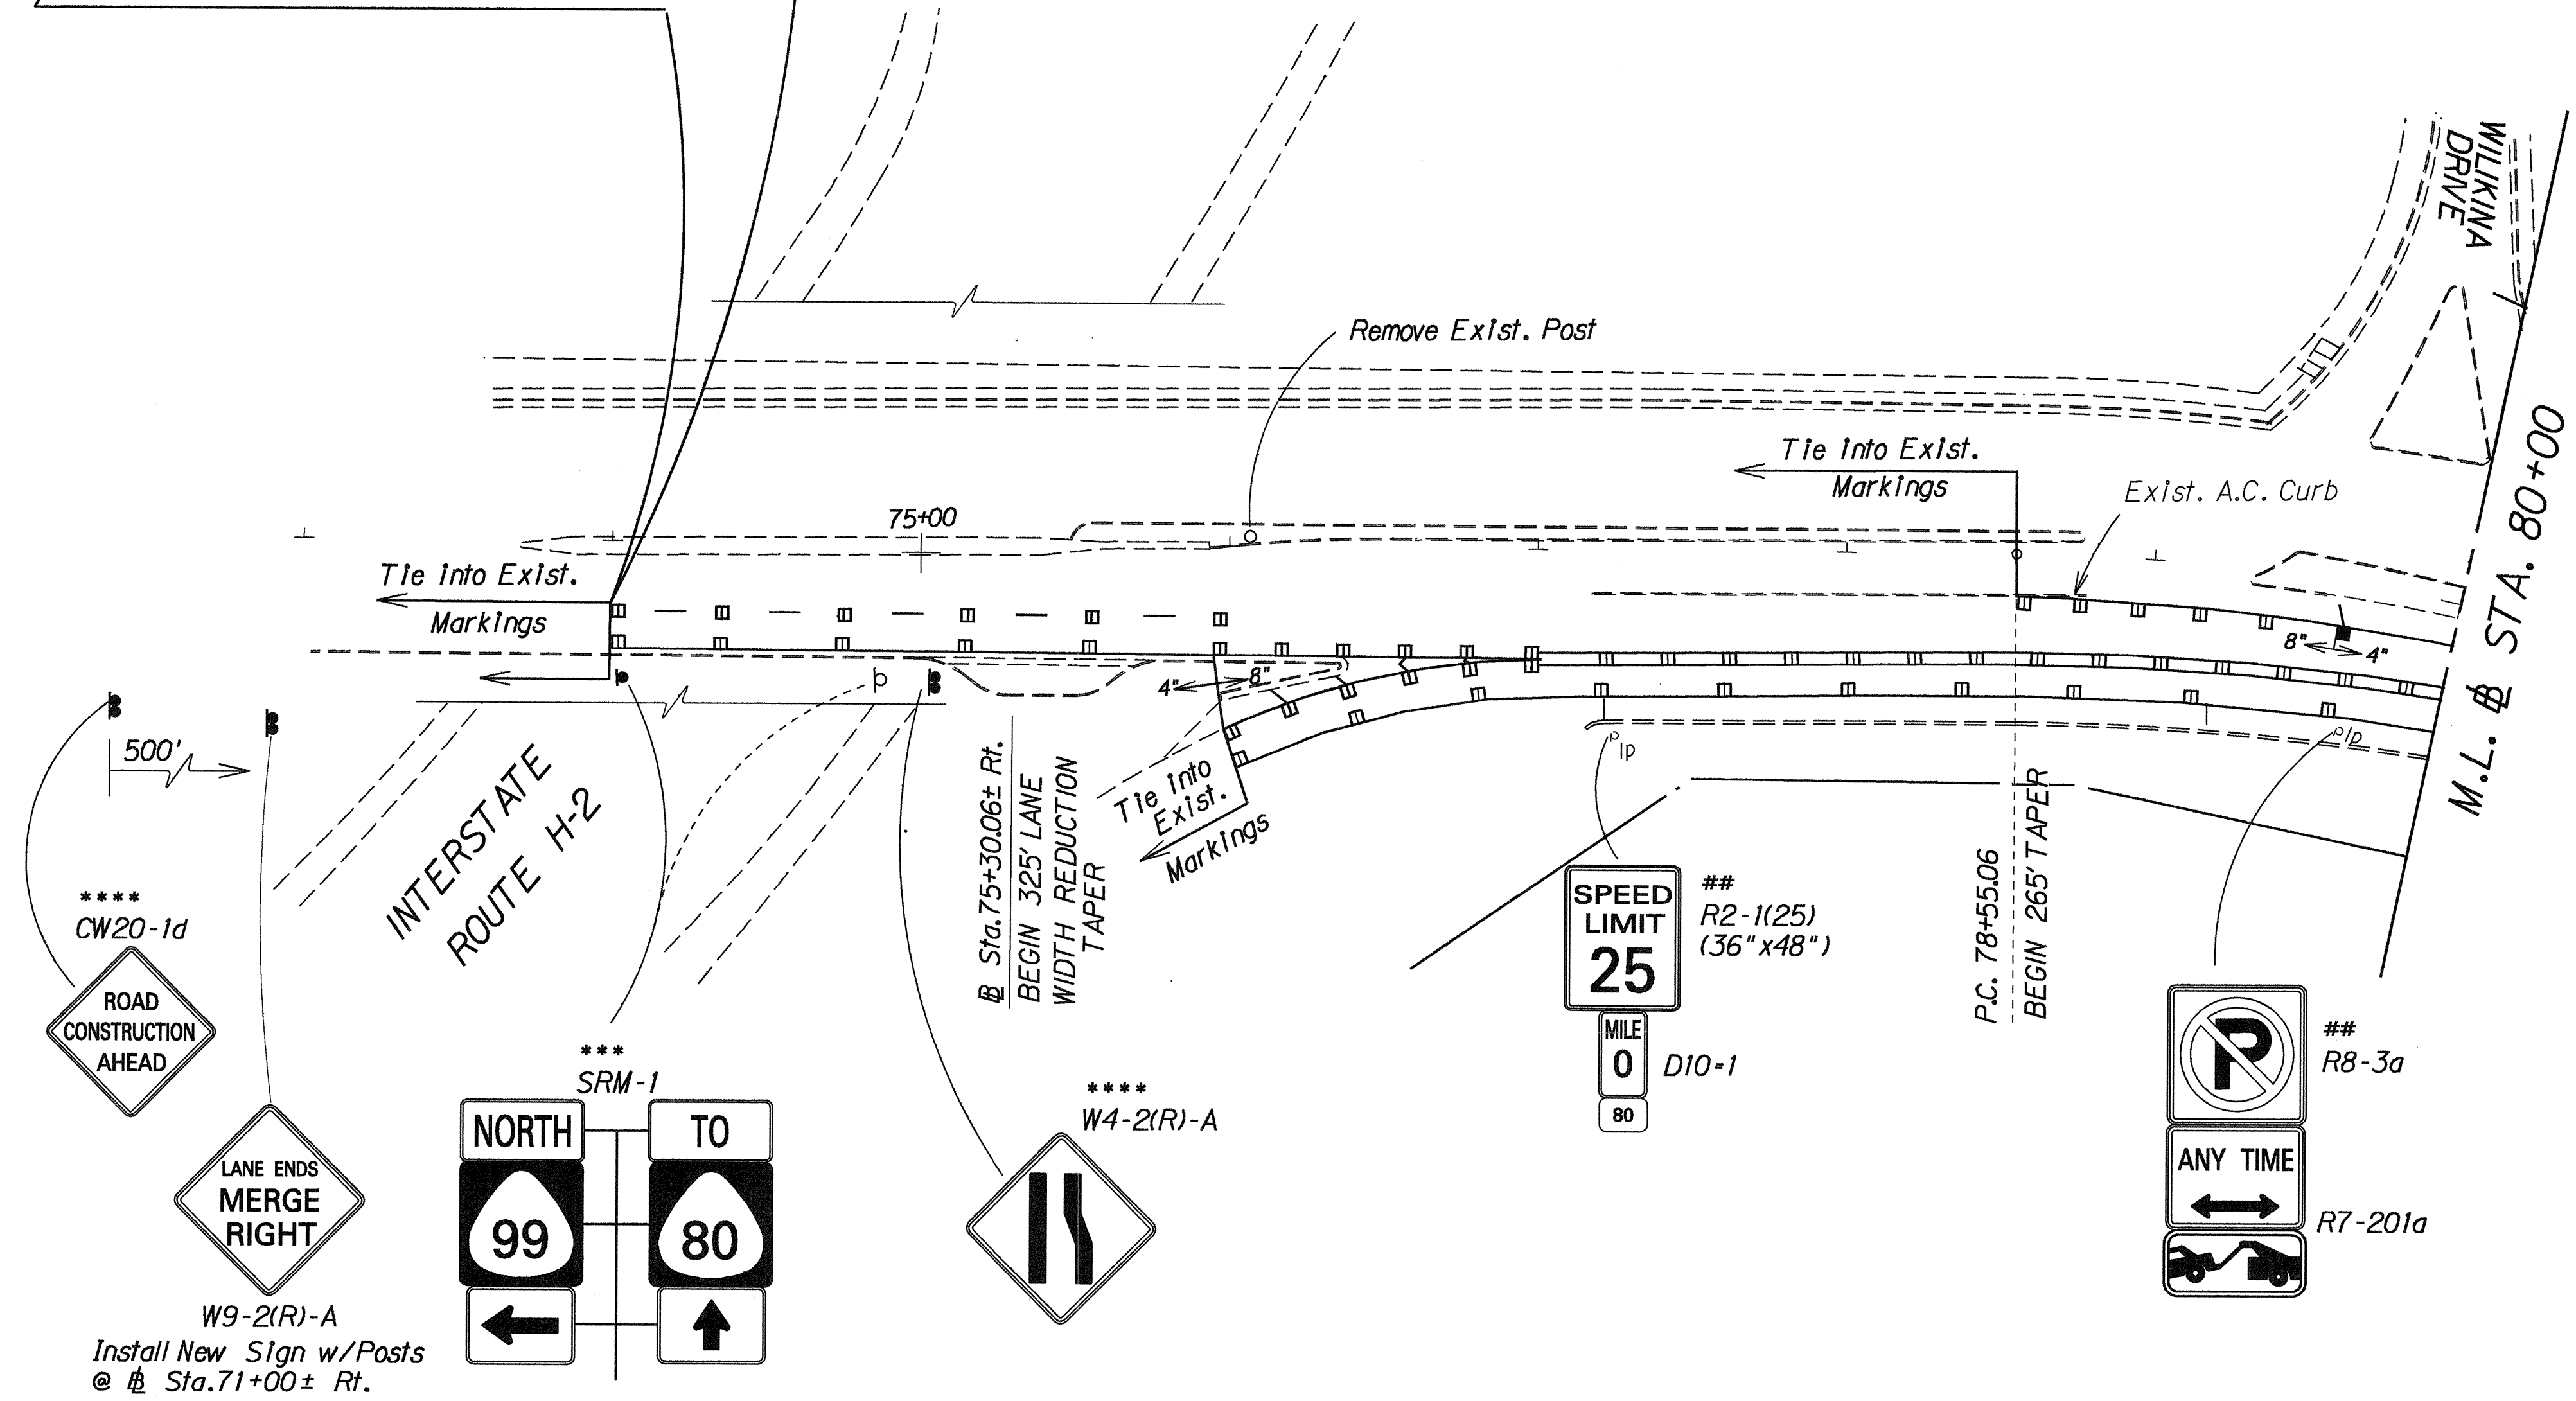 WILIKINA
DRIVE
Remove Exist. Post
Tie into Exist.
Markings
Exist. A.C. Curb
75+00
Tie into Exist.
Markings
M.L. ℄ STA. 80+00
8"
4"
4"
8"
500'
INTERSTATE
ROUTE H-2
℄ Sta.75+30.06± Rt.
BEGIN 325' LANE
WIDTH REDUCTION
TAPER
Tie into
Exist.
Markings
P.C. 78+55.06
BEGIN 265' TAPER
****
CW20-1d
ROAD
CONSTRUCTION
AHEAD
LANE ENDS
MERGE
RIGHT
W9-2(R)-A
Install New Sign w/Posts
@ ℄ Sta.71+00± Rt.
***
SRM-1
NORTH
99
TO
80
****
W4-2(R)-A
SPEED
LIMIT
25
##
R2-1(25)
(36"x48")
MILE
0
80
D10=1
P
##
R8-3a
ANY TIME
R7-201a